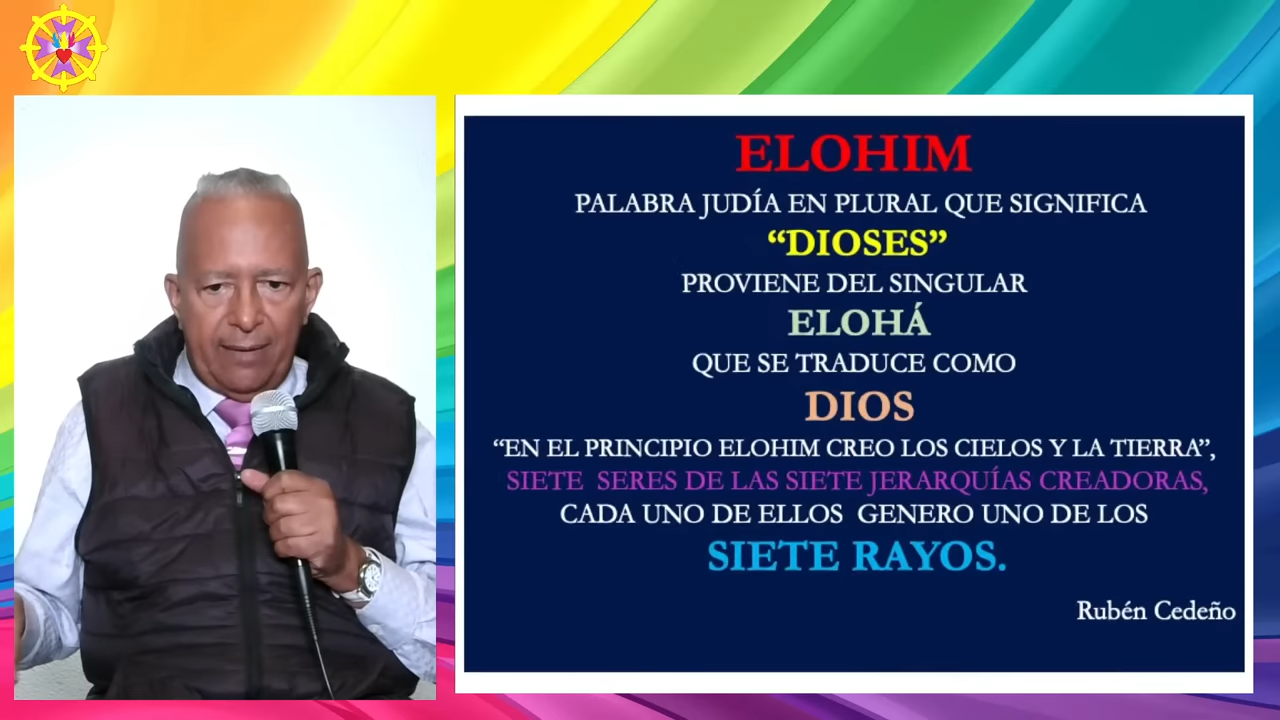 ELOHIM
PALABRA JUDÍA EN PLURAL QUE SIGNIFICA
“DIOSES”
PROVIENE DEL SINGULAR
ELOHÁ
QUE SE TRADUCE COMO
DIOS
“EN EL PRINCIPIO ELOHIM CREO LOS CIELOS Y LA TIERRA”,
SIETE SERES DE LAS SIETE JERARQUÍAS CREADORAS,
CADA UNO DE ELLOS GENERO UNO DE LOS
SIETE RAYOS.
Rubén Cedeño